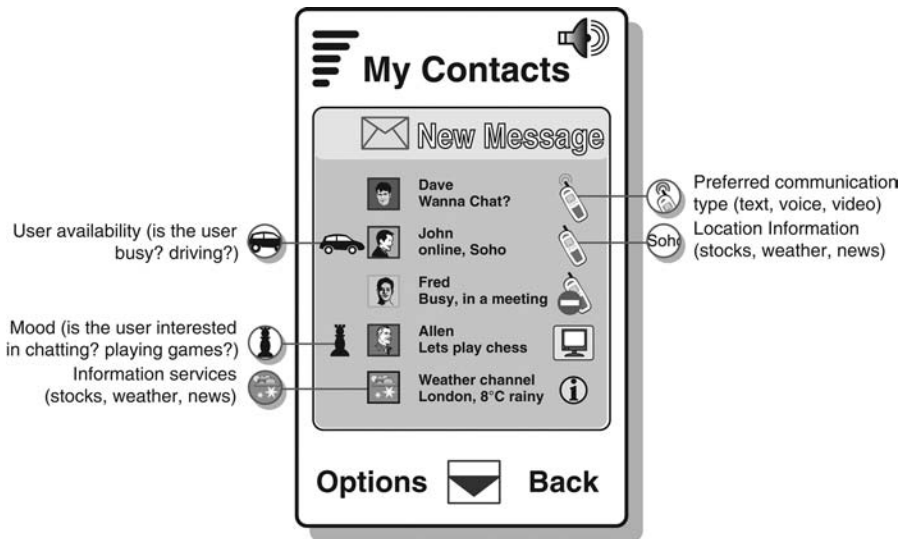 My Contacts
New Message
Dave
Wanna Chat?
John
online, Soho
Fred
Busy, in a meeting
Allen
Lets play chess
Weather channel
London, 8°C rainy
Options
Back
User availability (is the user
busy? driving?)
Mood (is the user interested
in chatting? playing games?)
Information services
(stocks, weather, news)
Preferred communication
type (text, voice, video)
Soho
Location Information
(stocks, weather, news)